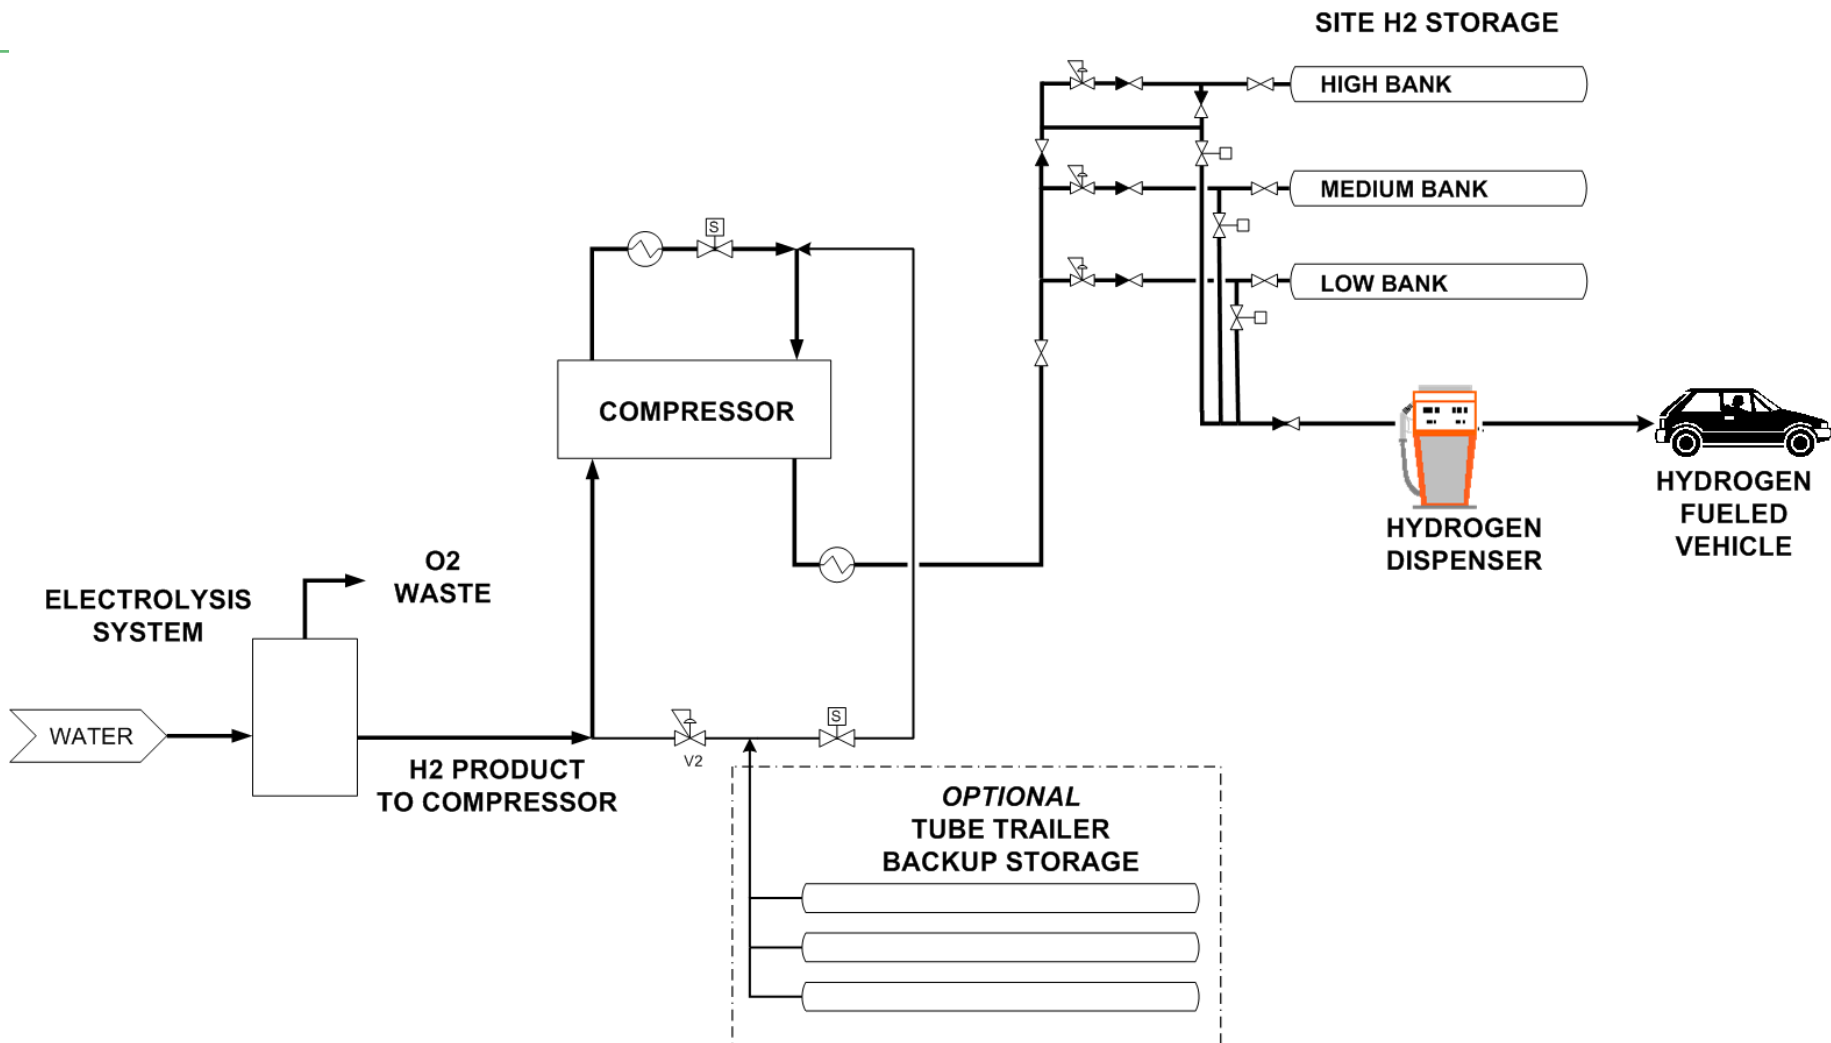 SITE H2 STORAGE
HIGH BANK
MEDIUM BANK
LOW BANK
S
COMPRESSOR
HYDROGEN
FUELED
VEHICLE
HYDROGEN
DISPENSER
O2
WASTE
ELECTROLYSIS
SYSTEM
WATER
H2 PRODUCT
TO COMPRESSOR
V2
S
OPTIONAL
TUBE TRAILER
BACKUP STORAGE